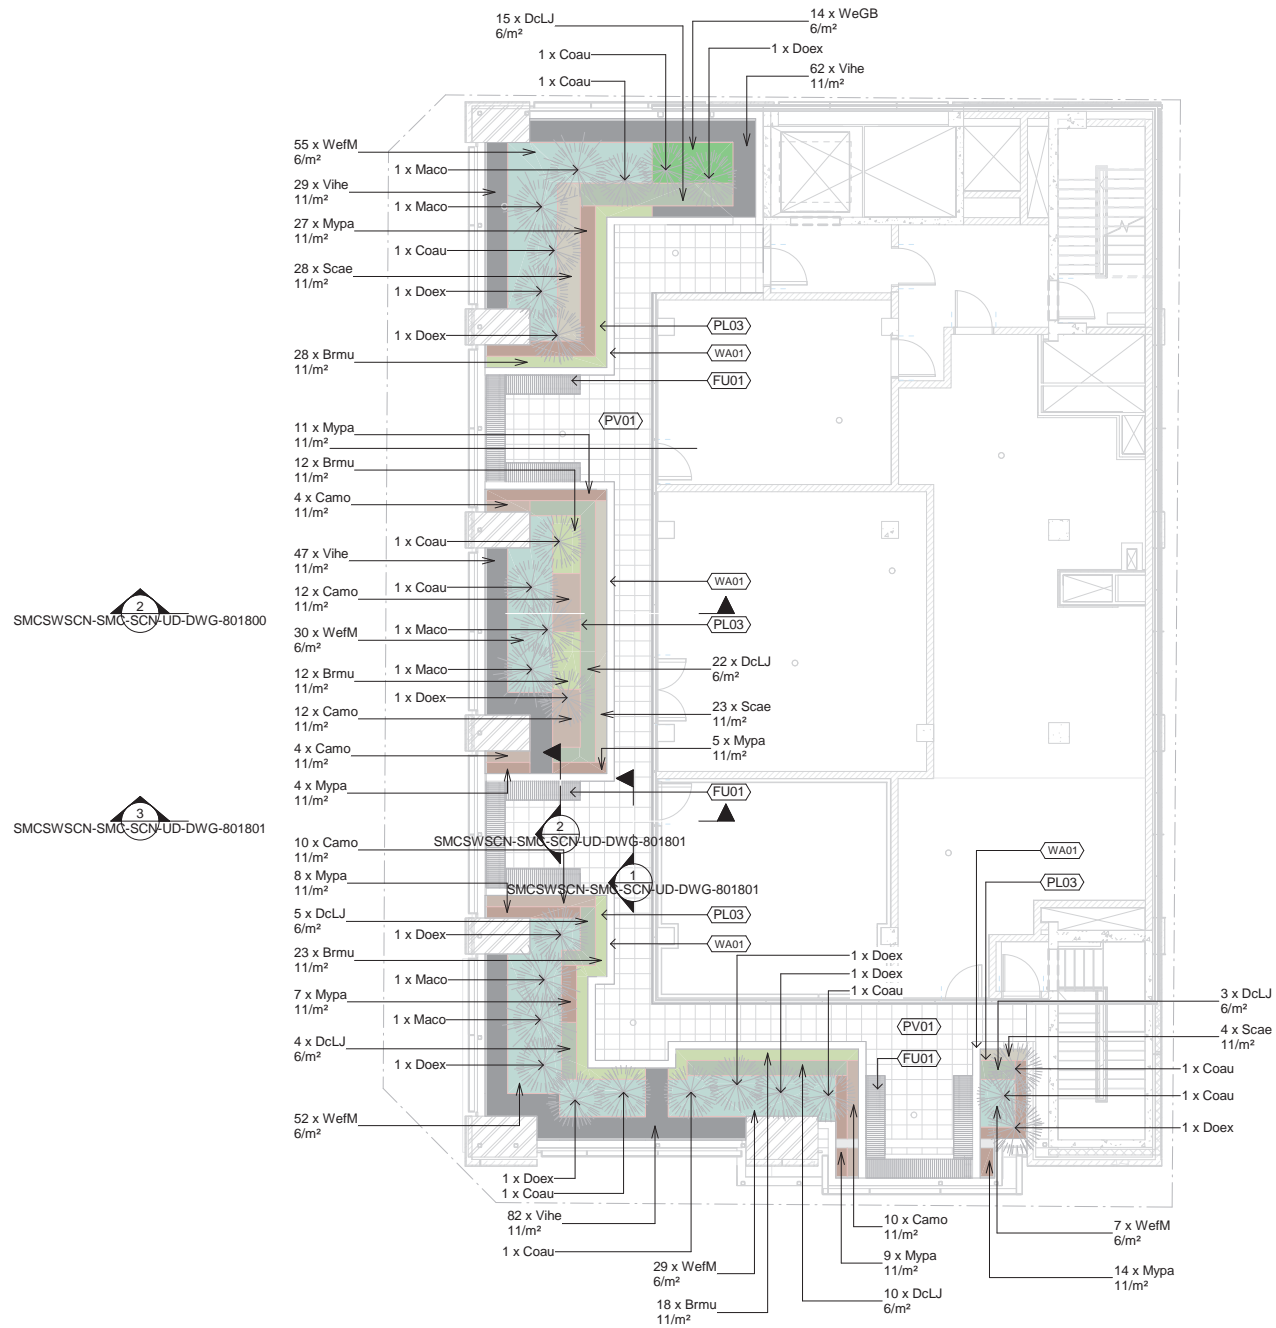 15 x DcLJ
6/m²
1 x Coau
1 x Coau
14 x WeGB
6/m²
1 x Doex
62 x Vihe
11/m²
55 x WefM
6/m²
1 x Maco
29 x Vihe
11/m²
1 x Maco
27 x Mypa
11/m²
1 x Coau
28 x Scae
11/m²
1 x Doex
1 x Doex
28 x Brmu
11/m²
PL03
WA01
FU01
PV01
11 x Mypa
11/m²
12 x Brmu
11/m²
4 x Camo
11/m²
1 x Coau
47 x Vihe
11/m²
1 x Coau
12 x Camo
11/m²
WA01
PL03
2
SMCSWSCN-SMC-SCN-UD-DWG-801800
30 x WefM
6/m²
1 x Maco
1 x Maco
22 x DcLJ
6/m²
12 x Brmu
11/m²
1 x Doex
12 x Camo
11/m²
23 x Scae
11/m²
4 x Camo
11/m²
5 x Mypa
11/m²
4 x Mypa
11/m²
FU01
3
SMCSWSCN-SMC-SCN-UD-DWG-801801
2
SMCSWSCN-SMC-SCN-UD-DWG-801801
10 x Camo
11/m²
1
SMCSWSCN-SMC-SCN-UD-DWG-801801
8 x Mypa
11/m²
WA01
PL03
5 x DcLJ
6/m²
1 x Doex
PL03
WA01
23 x Brmu
11/m²
1 x Maco
1 x Doex
1 x Doex
1 x Coau
7 x Mypa
11/m²
1 x Maco
4 x DcLJ
6/m²
1 x Doex
PV01
FU01
3 x DcLJ
6/m²
4 x Scae
11/m²
1 x Coau
1 x Coau
1 x Doex
52 x WefM
6/m²
1 x Doex
1 x Coau
82 x Vihe
11/m²
1 x Coau
29 x WefM
6/m²
18 x Brmu
11/m²
10 x Camo
11/m²
9 x Mypa
11/m²
10 x DcLJ
6/m²
7 x WefM
6/m²
14 x Mypa
11/m²